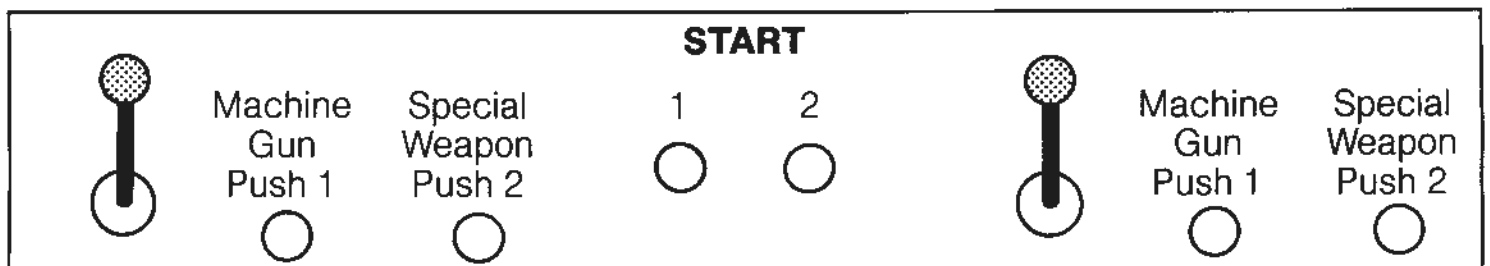 START
Machine
Gun
Push 1
Special
Weapon
Push 2
1
2
Machine
Gun
Push 1
Special
Weapon
Push 2